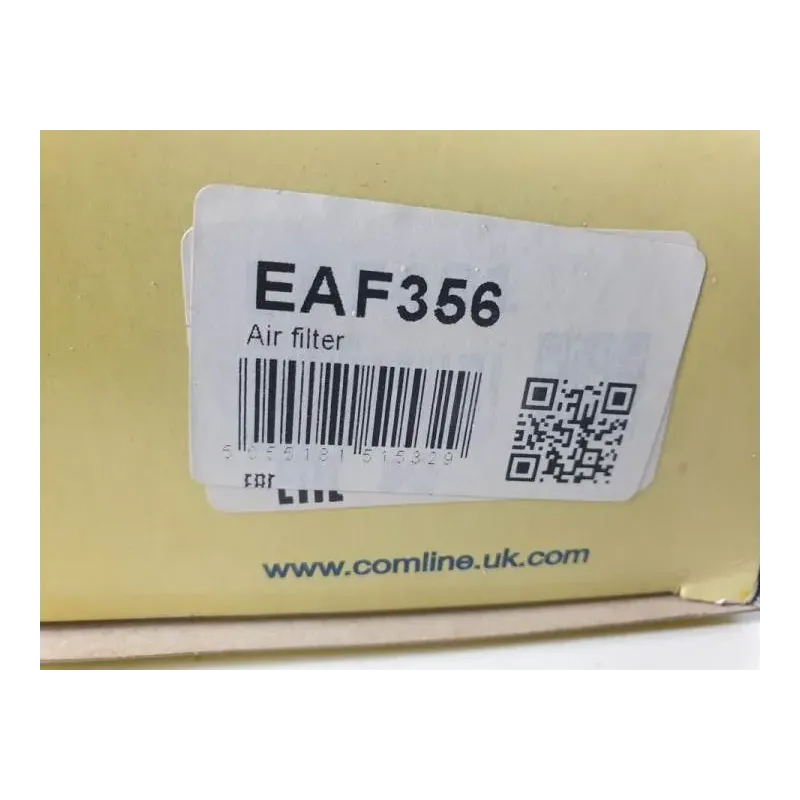 EAF356
Air filter
5 055181 515329
www.comline.uk.com